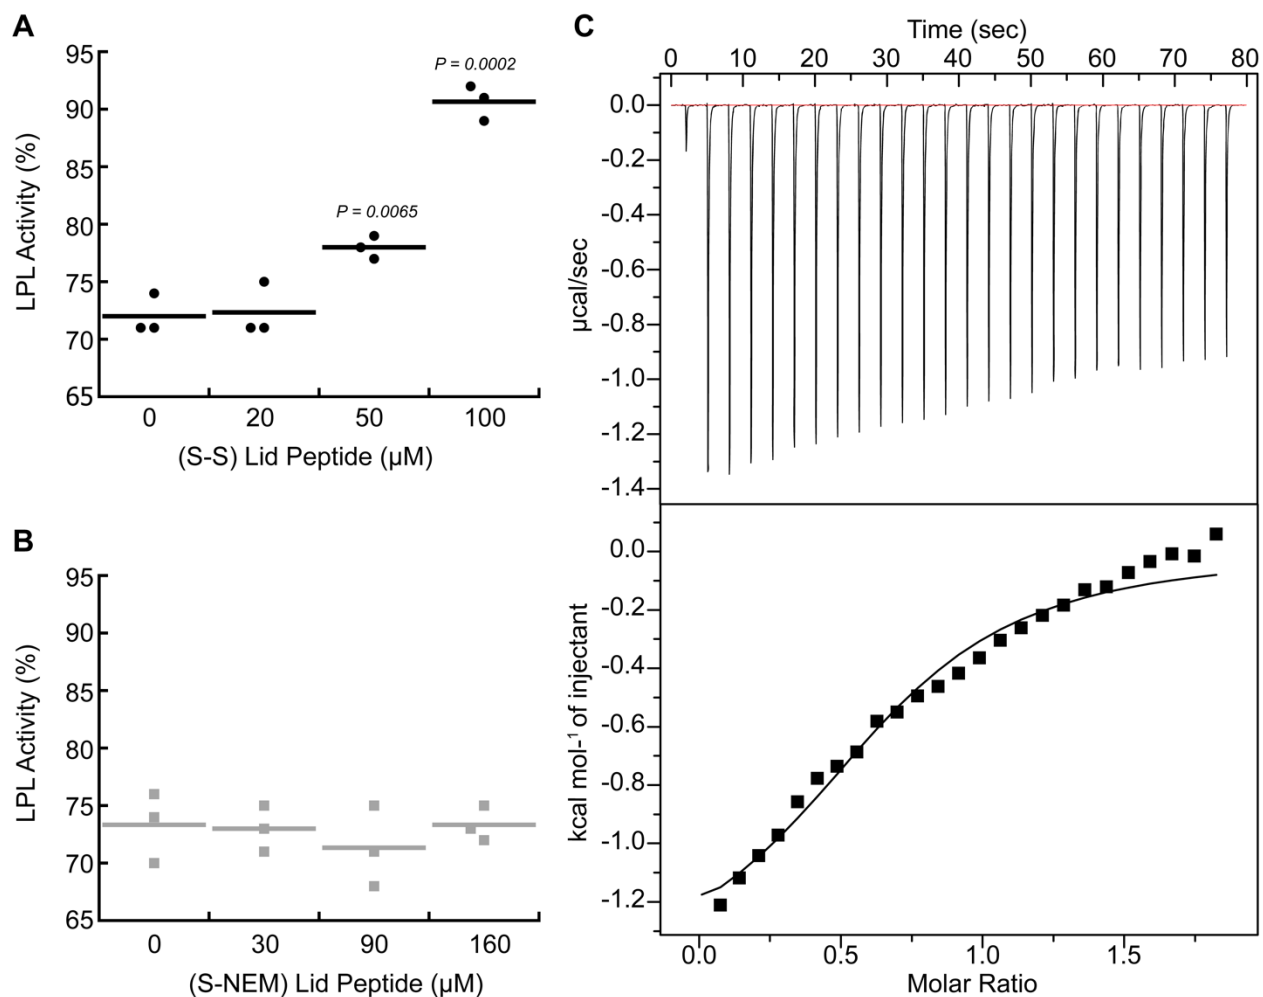 A
95
90
85
80
75
70
65
LPL Activity (%)
P = 0.0065
P = 0.0002
0 20 50 100
(S-S) Lid Peptide (µM)
B
95
90
85
80
75
70
65
LPL Activity (%)
0 30 90 160
(S-NEM) Lid Peptide (µM)
C
Time (sec)
0 10 20 30 40 50 60 70 80
0.0
-0.2
-0.4
-0.6
-0.8
-1.0
-1.2
-1.4
µcal/sec
0.0
-0.2
-0.4
-0.6
-0.8
-1.0
-1.2
kcal mol-¹ of injectant
0.0 0.5 1.0 1.5
Molar Ratio